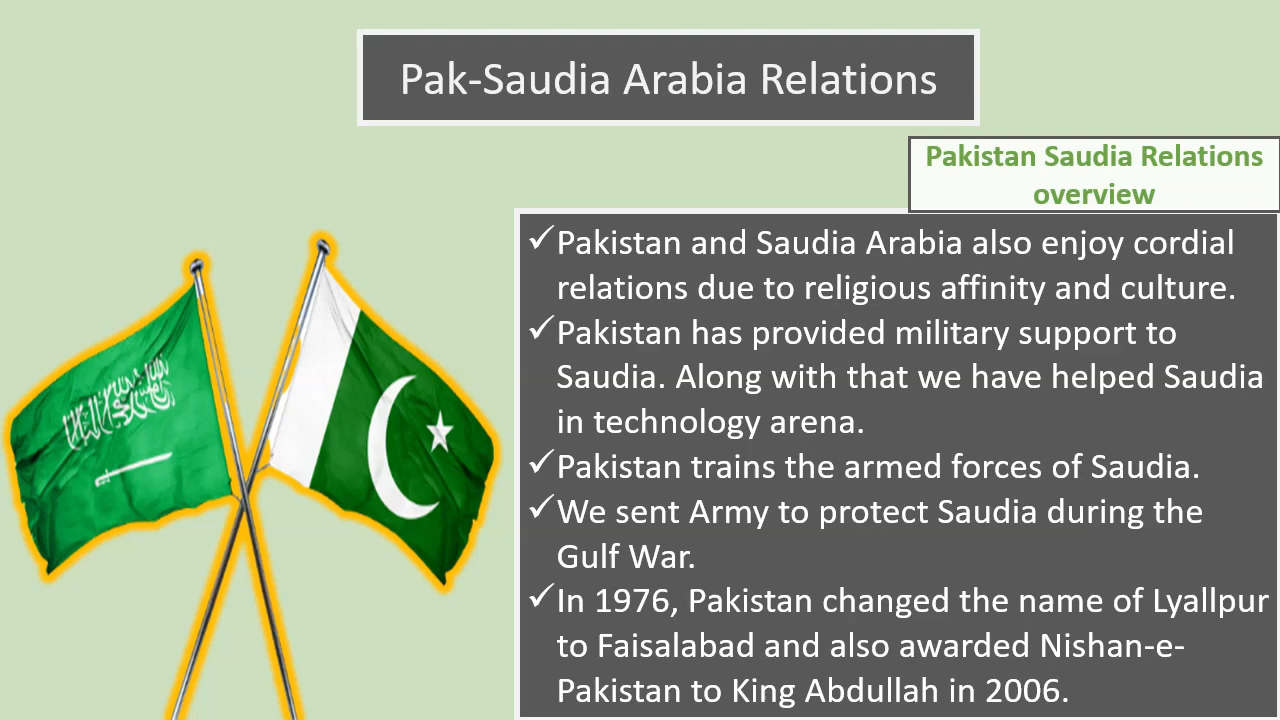 Pak-Saudia Arabia Relations
Pakistan Saudia Relations
overview
✓Pakistan and Saudia Arabia also enjoy cordial
relations due to religious affinity and culture.
✓Pakistan has provided military support to
Saudia. Along with that we have helped Saudia
in technology arena.
✓Pakistan trains the armed forces of Saudia.
✓We sent Army to protect Saudia during the
Gulf War.
✓In 1976, Pakistan changed the name of Lyallpur
to Faisalabad and also awarded Nishan-e-
Pakistan to King Abdullah in 2006.